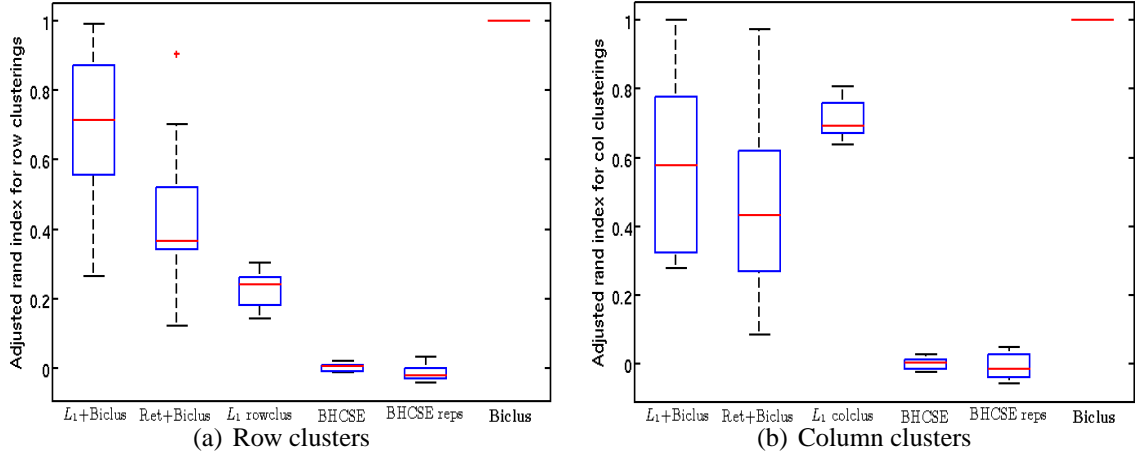 Adjusted rand index for row clusterings
1
0.8
0.6
0.4
0.2
0
L₁+Biclus Ret+Biclus L₁ rowclus BHCSE BHCSE reps Biclus
(a) Row clusters
Adjusted rand index for col clusterings
1
0.8
0.6
0.4
0.2
0
L₁+Biclus Ret+Biclus L₁ colclus BHCSE BHCSE reps Biclus
(b) Column clusters